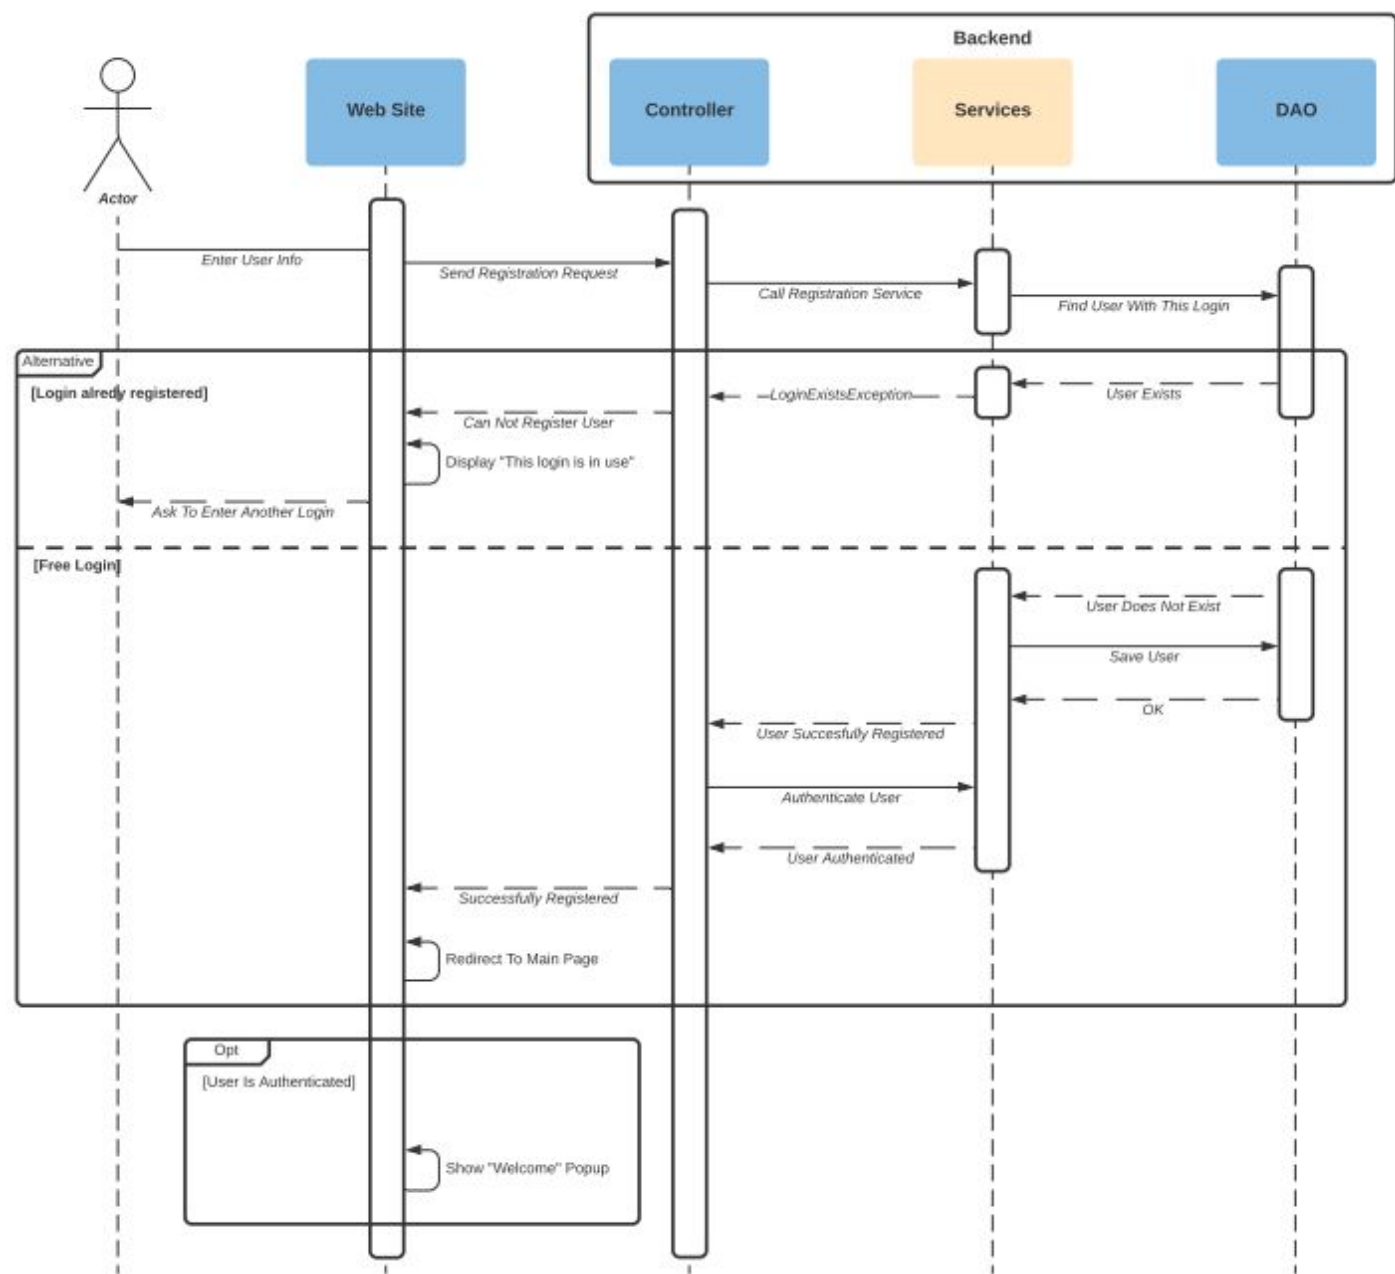 Backend
Web Site
Controller
Services
DAO
Actor
Enter User Info
Send Registration Request
Call Registration Service
Find User With This Login
Alternative
[Login alredy registered]
User Exists
LoginExistsException
Can Not Register User
Display "This login is in use"
Ask To Enter Another Login
[Free Login]
User Does Not Exist
Save User
OK
User Succesfully Registered
Authenticate User
User Authenticated
Successfully Registered
Redirect To Main Page
Opt
[User Is Authenticated]
Show "Welcome" Popup